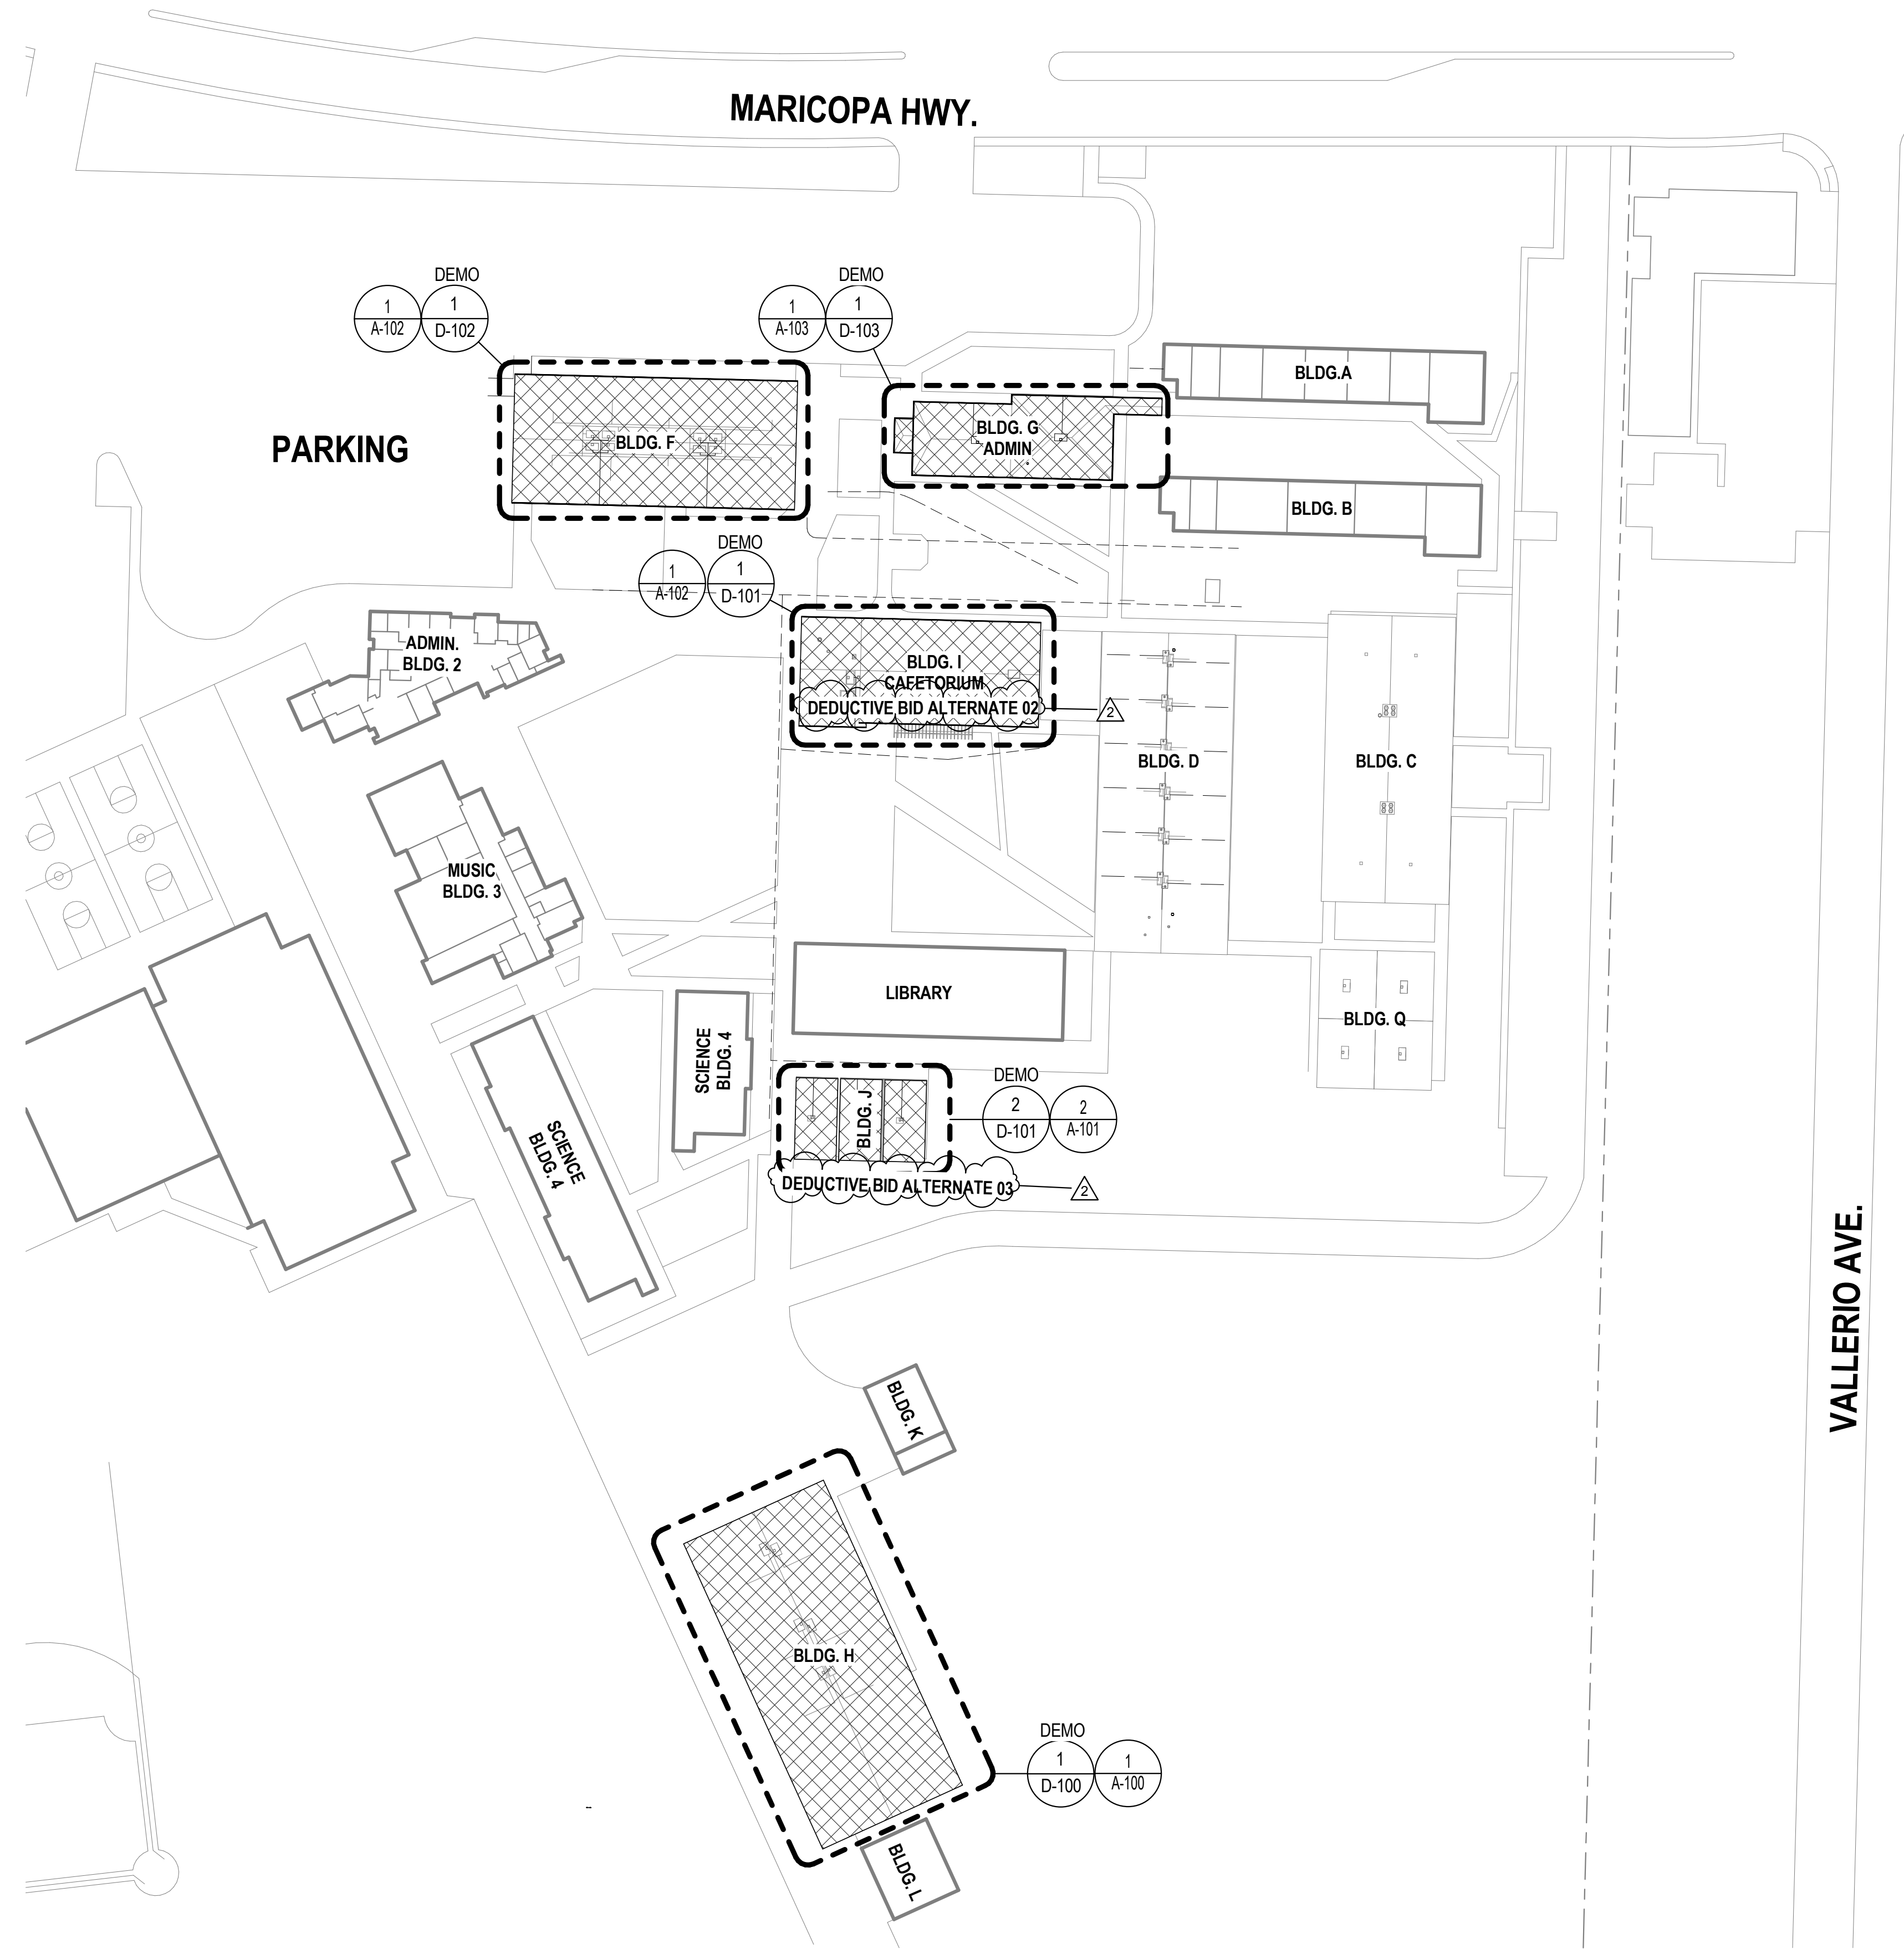 MARICOPA HWY.
DEMO
1
A-102
1
D-102
DEMO
1
A-103
1
D-103
BLDG.A
PARKING
BLDG. F
BLDG. G
ADMIN
BLDG. B
DEMO
1
A-102
1
D-101
ADMIN.
BLDG. 2
BLDG. I
CAFETORIUM
DEDUCTIVE BID ALTERNATE 02
2
BLDG. D
BLDG. C
MUSIC
BLDG. 3
LIBRARY
BLDG. Q
SCIENCE
BLDG. 4
DEMO
2
D-101
2
A-101
BLDG. J
SCIENCE
BLDG. 4
DEDUCTIVE BID ALTERNATE 03
2
VALLERIO AVE.
BLDG. K
BLDG. H
DEMO
1
D-100
1
A-100
--
BLDG. L